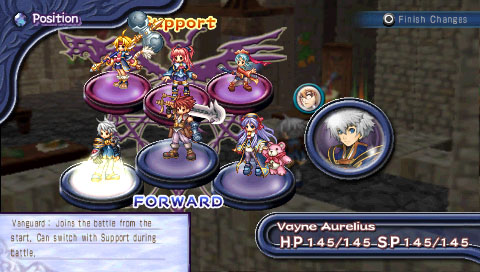 Position
Support
Finish Changes
FORWARD
Vanguard: Joins the battle from the
start. Can switch with Support during
battle.
Vayne Aurelius
HP 145/145 SP 145/145